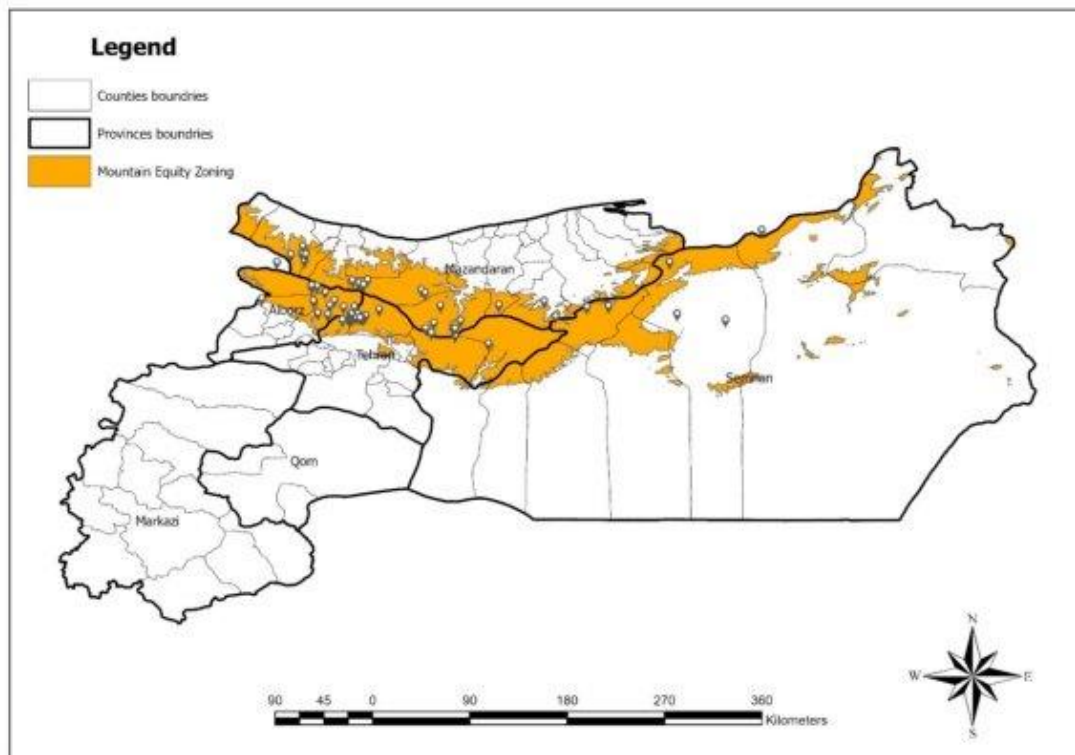 Legend
Counties boundries
Provinces boundries
Mountain Equity Zoning
Mazandaran
Alborz
Tehran
Semnan
Qom
Markazi
N
W E
S
90 45 0 90 180 270 360
Kilometers